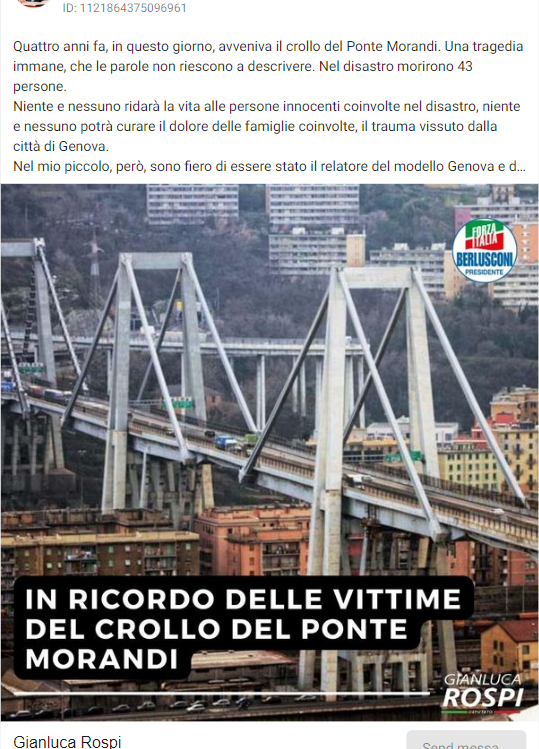 ID: 1121864375096961
Quattro anni fa, in questo giorno, avveniva il crollo del Ponte Morandi. Una tragedia
immane, che le parole non riescono a descrivere. Nel disastro morirono 43
persone.
Niente e nessuno ridarà la vita alle persone innocenti coinvolte nel disastro, niente
e nessuno potrà curare il dolore delle famiglie coinvolte, il trauma vissuto dalla
città di Genova.
Nel mio piccolo, però, sono fiero di essere stato il relatore del modello Genova e d...
FORZA
ITALIA
BERLUSCONI
PRESIDENTE
IN RICORDO DELLE VITTIME
DEL CROLLO DEL PONTE
MORANDI
GIANLUCA
ROSPI
Gianluca Rospi
Send messa